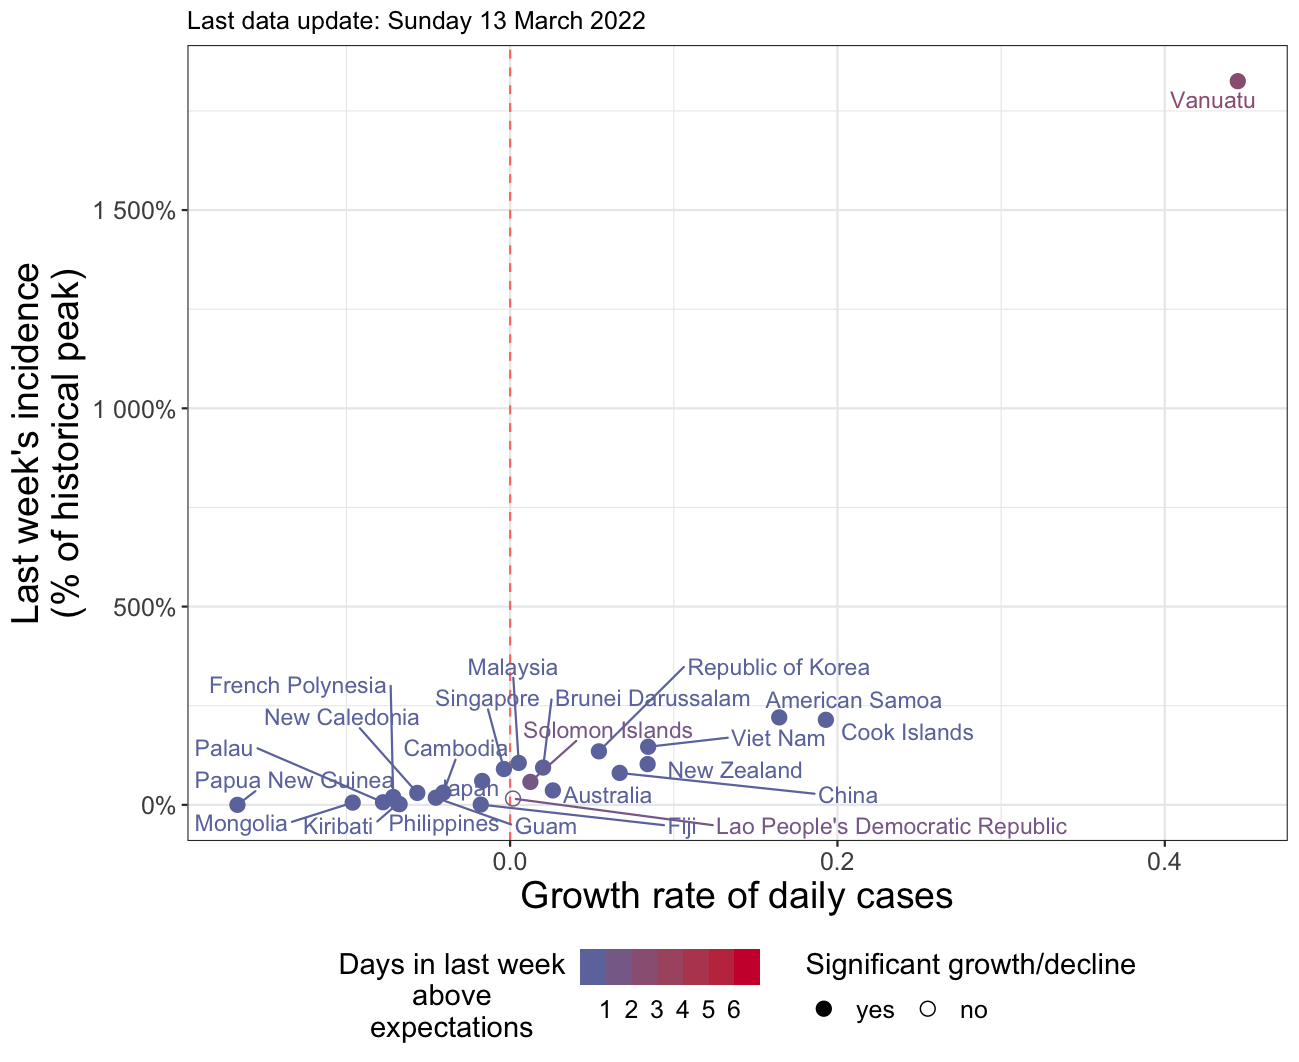 Last data update: Sunday 13 March 2022
Last week's incidence
(% of historical peak)
1 500%
1 000%
500%
0%
Vanuatu
Malaysia
Republic of Korea
French Polynesia
Singapore
Brunei Darussalam
American Samoa
New Caledonia
Solomon Islands
Cook Islands
Viet Nam
Palau
Cambodia
New Zealand
Papua New Guinea
Japan
Australia
China
Mongolia
Kiribati
Philippines
Guam
Fiji
Lao People's Democratic Republic
0.0
0.2
0.4
Growth rate of daily cases
Days in last week
above
expectations
1 2 3 4 5 6
Significant growth/decline
yes
no